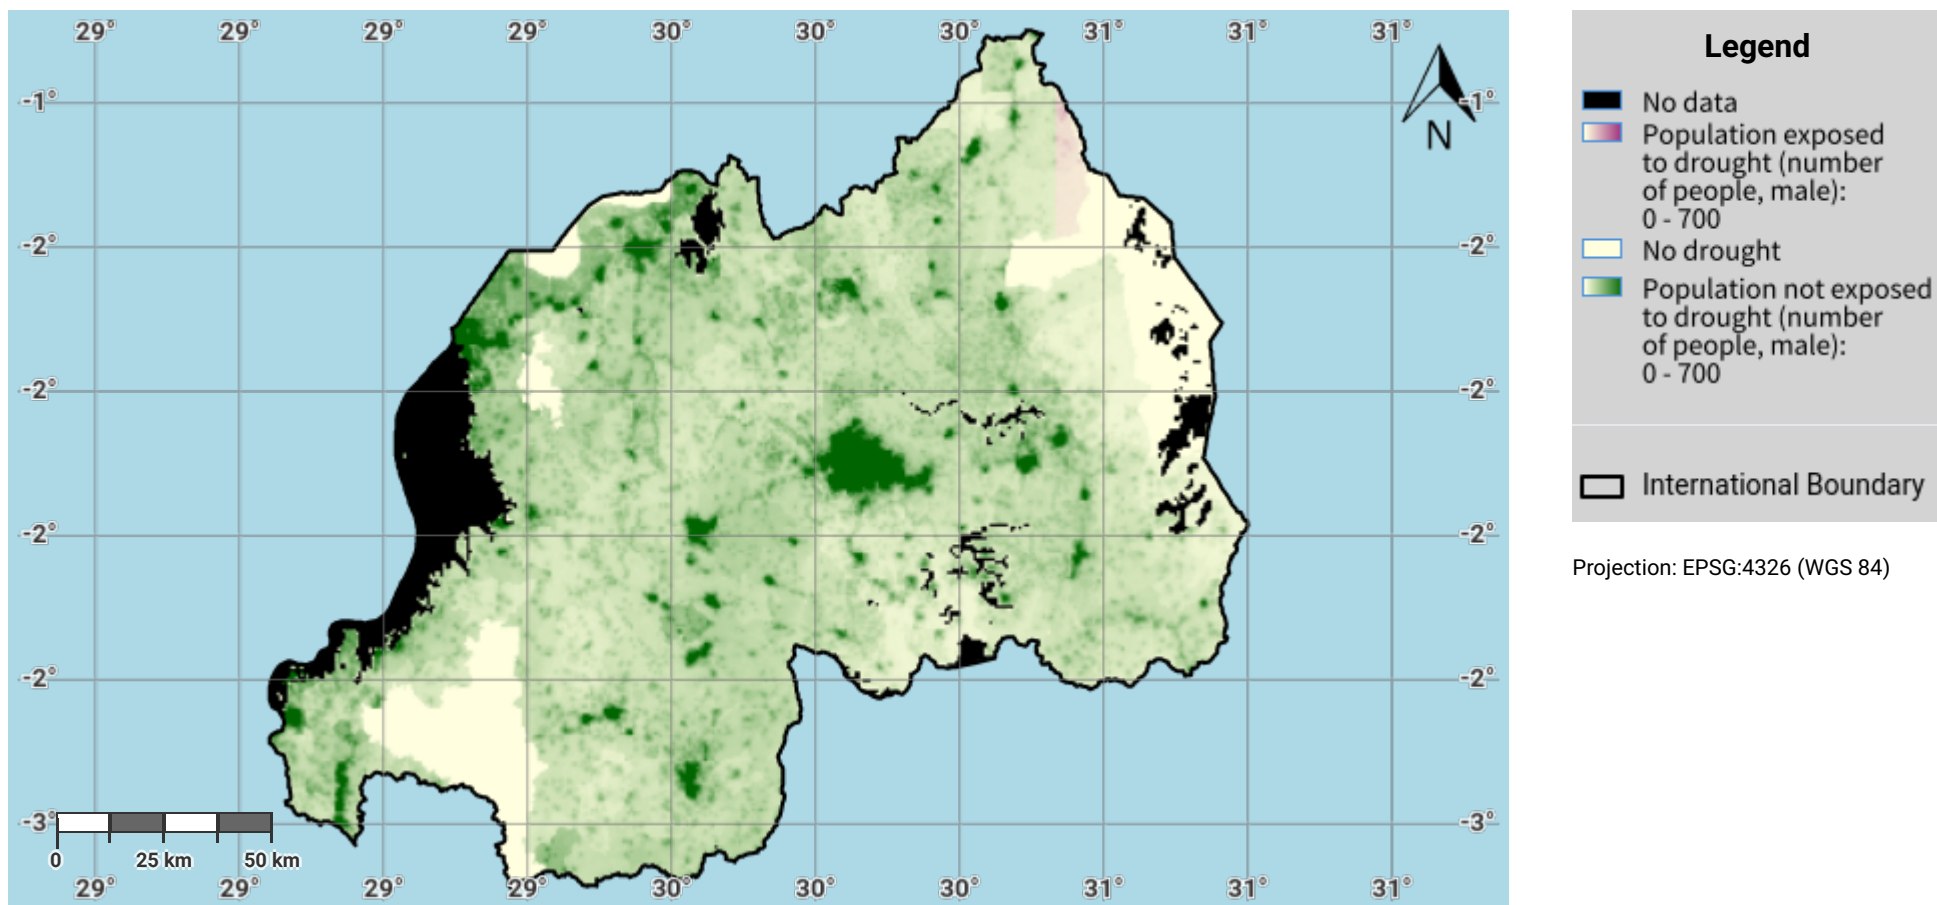 29° 29° 29° 29° 30° 30° 30° 31° 31° 31°
N
-1° -1°
-2° -2°
-2° -2°
-2° -2°
-2° -2°
-3° -3°
0 25 km 50 km
29° 29° 29° 29° 30° 30° 30° 31° 31° 31°
Legend
No data
Population exposed
to drought (number
of people, male):
0 - 700
No drought
Population not exposed
to drought (number
of people, male):
0 - 700
International Boundary
Projection: EPSG:4326 (WGS 84)